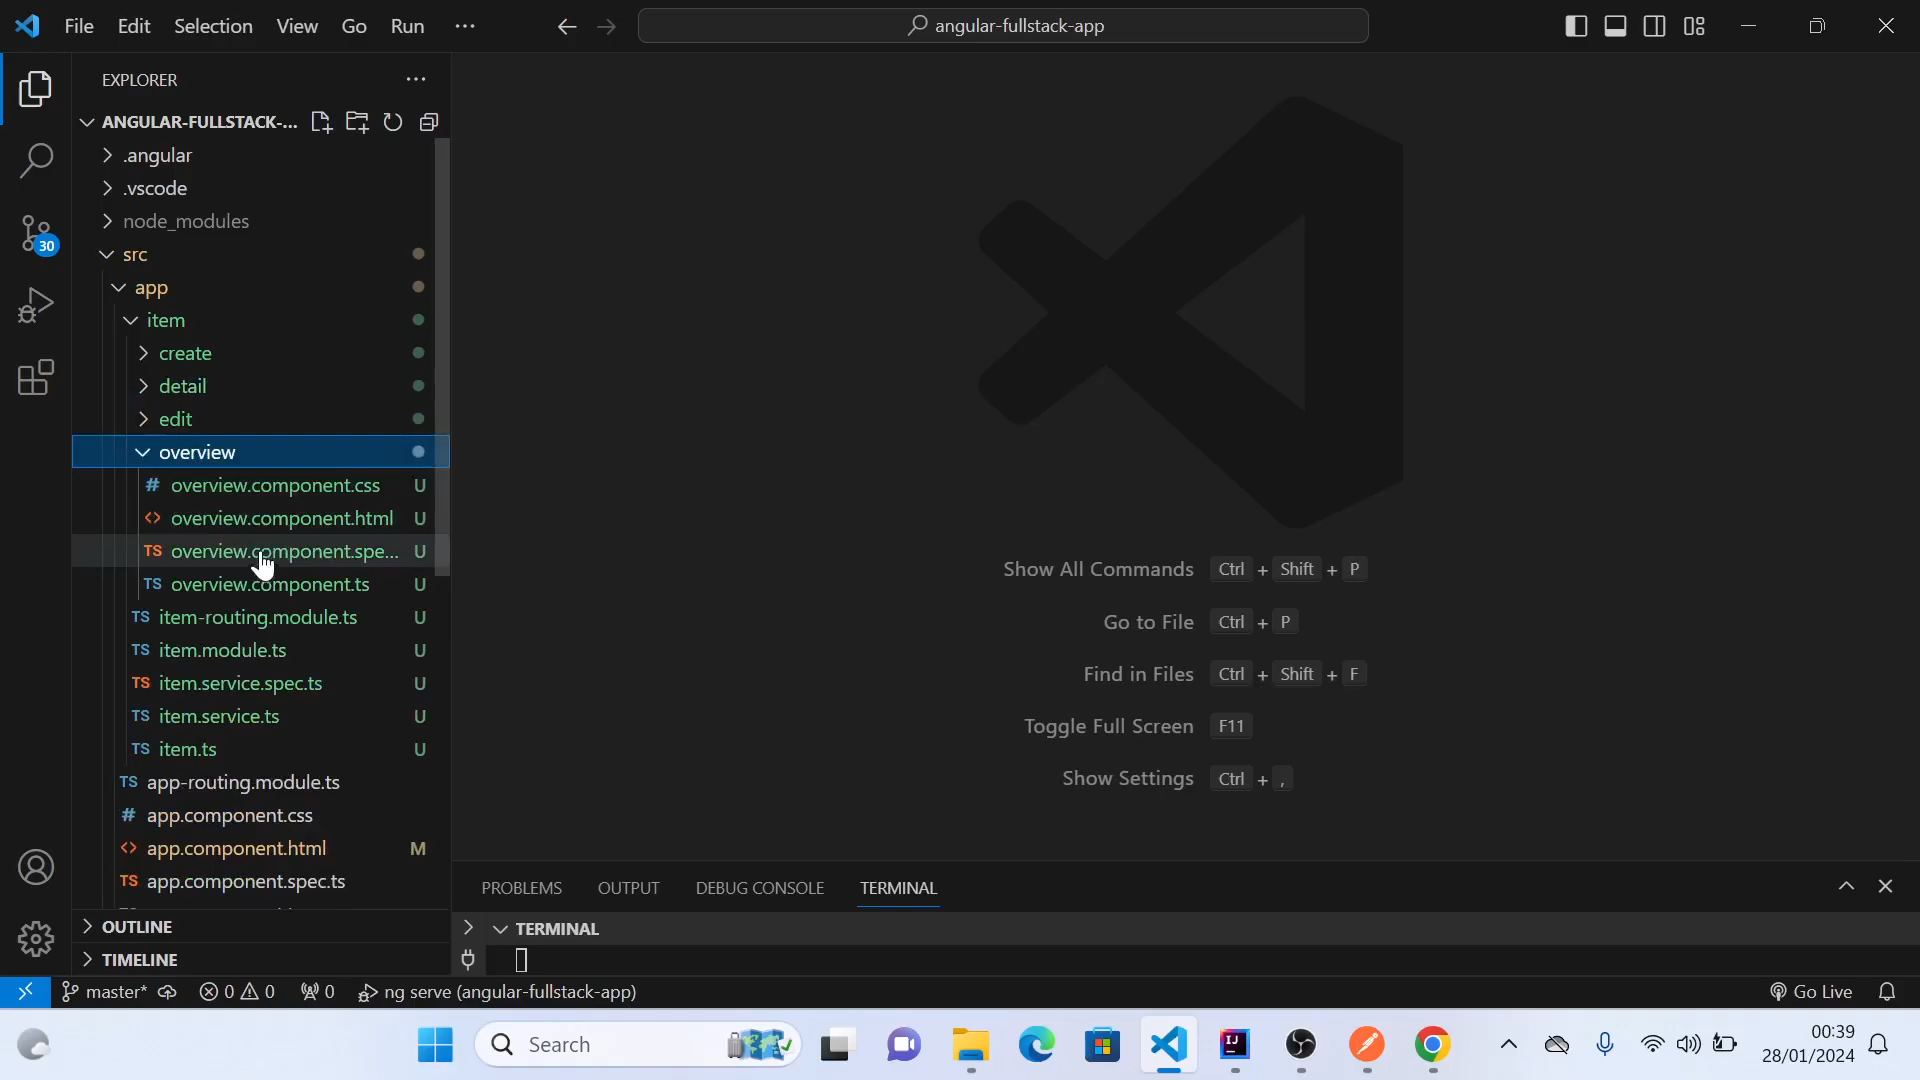 File Edit Selection View Go Run ···
angular-fullstack-app
EXPLORER
ANGULAR-FULLSTACK-...
.angular
.vscode
node_modules
src
app
item
create
detail
edit
overview
# overview.component.css U
<> overview.component.html U
TS overview.component.spe... U
TS overview.component.ts U
TS item-routing.module.ts U
TS item.module.ts U
TS item.service.spec.ts U
TS item.service.ts U
TS item.ts U
TS app-routing.module.ts
# app.component.css
<> app.component.html M
TS app.component.spec.ts
OUTLINE
TIMELINE
30
Show All Commands Ctrl + Shift + P
Go to File Ctrl + P
Find in Files Ctrl + Shift + F
Toggle Full Screen F11
Show Settings Ctrl + ,
PROBLEMS OUTPUT DEBUG CONSOLE TERMINAL
TERMINAL
master* 0 0 0 ng serve (angular-fullstack-app) Go Live
Search
IJ
00:39
28/01/2024